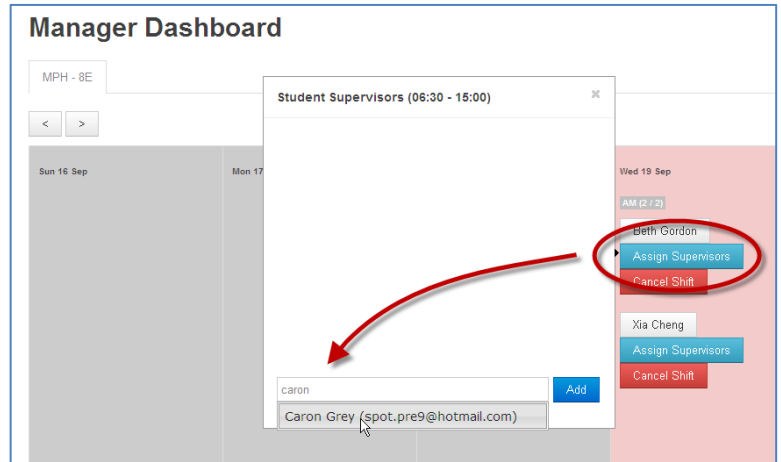 Manager Dashboard
MPH - 8E
Student Supervisors (06:30 - 15:00)
×
< >
Sun 16 Sep
Mon 17
Wed 19 Sep
AM (2 / 2)
Beth Gordon
Assign Supervisors
Cancel Shift
Xia Cheng
Assign Supervisors
Cancel Shift
caron
Add
Caron Grey (spot.pre9@hotmail.com)